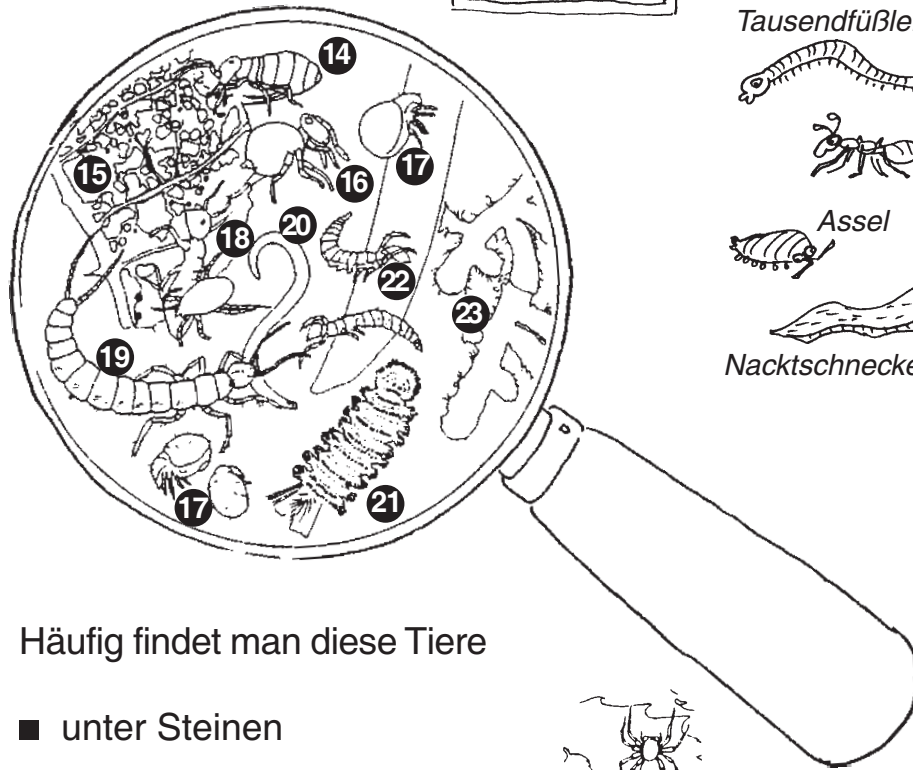 Tausendfüßle
14
15
16
17
18
20
Assel
22
23
19
Nacktschnecke
21
17
Häufig findet man diese Tiere
■ unter Steinen